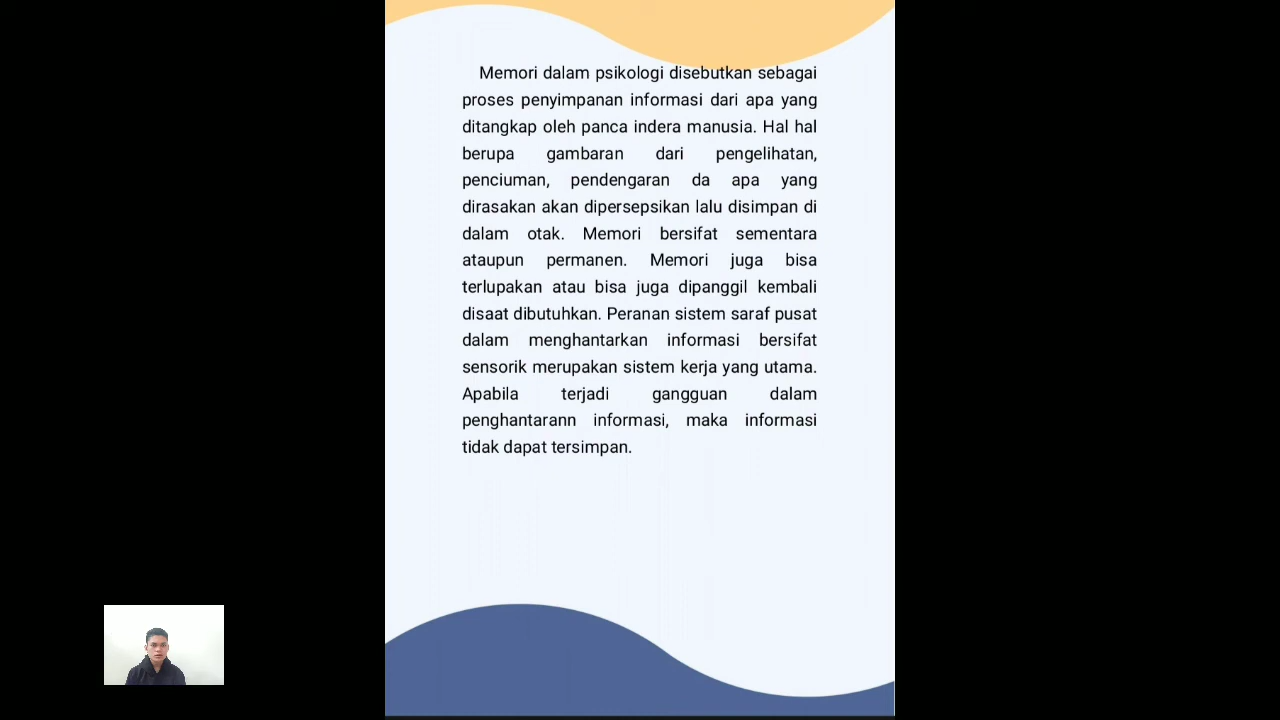 Memori dalam psikologi disebutkan sebagai
proses penyimpanan informasi dari apa yang
ditangkap oleh panca indera manusia. Hal hal
berupa gambaran dari pengelihatan,
penciuman, pendengaran da apa yang
dirasakan akan dipersepsikan lalu disimpan di
dalam otak. Memori bersifat sementara
ataupun permanen. Memori juga bisa
terlupakan atau bisa juga dipanggil kembali
disaat dibutuhkan. Peranan sistem saraf pusat
dalam menghantarkan informasi bersifat
sensorik merupakan sistem kerja yang utama.
Apabila terjadi gangguan dalam
penghantarann informasi, maka informasi
tidak dapat tersimpan.